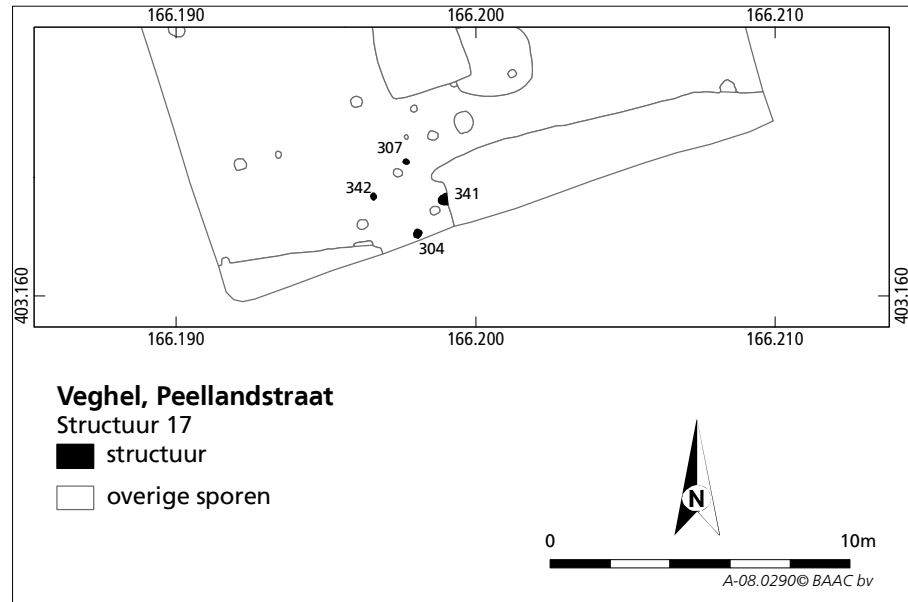 166.190 166.200 166.210
307
342 341
304
403.160 403.160
166.190 166.200 166.210
Veghel, Peellandstraat
Structuur 17
structuur
overige sporen
N
0 10m
A-08.0290© BAAC bv